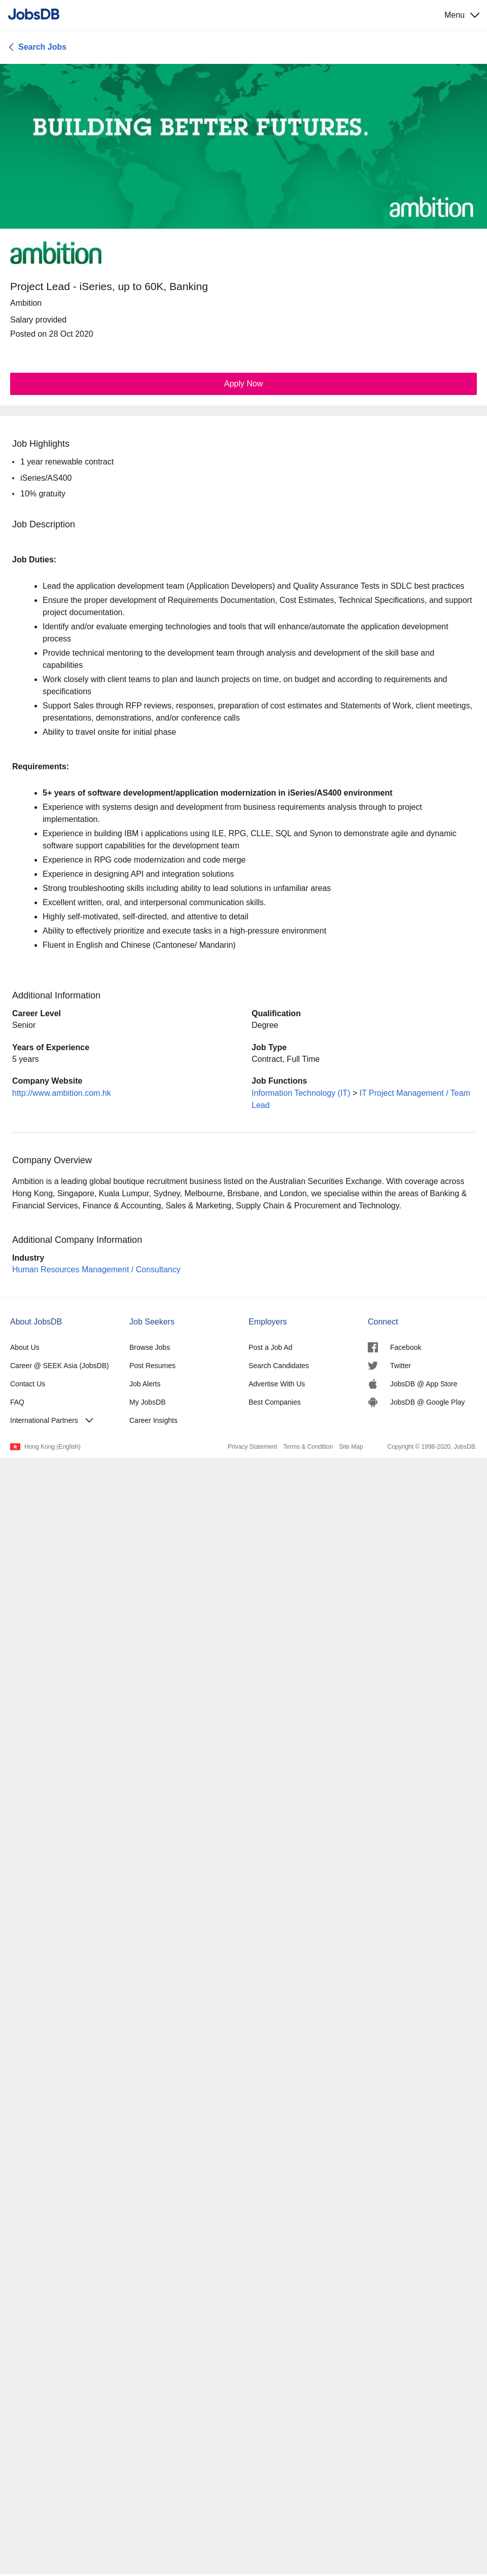 JobsDB
Menu
Search Jobs
BUILDING BETTER FUTURES.
ambition
ambition
Project Lead - iSeries, up to 60K, Banking
Ambition
Salary provided
Posted on 28 Oct 2020
Apply Now
Job Highlights
• 1 year renewable contract
• iSeries/AS400
• 10% gratuity
Job Description
Job Duties:
• Lead the application development team (Application Developers) and Quality Assurance Tests in SDLC best practices
• Ensure the proper development of Requirements Documentation, Cost Estimates, Technical Specifications, and support
project documentation.
• Identify and/or evaluate emerging technologies and tools that will enhance/automate the application development
process
• Provide technical mentoring to the development team through analysis and development of the skill base and
capabilities
• Work closely with client teams to plan and launch projects on time, on budget and according to requirements and
specifications
• Support Sales through RFP reviews, responses, preparation of cost estimates and Statements of Work, client meetings,
presentations, demonstrations, and/or conference calls
• Ability to travel onsite for initial phase
Requirements:
• 5+ years of software development/application modernization in iSeries/AS400 environment
• Experience with systems design and development from business requirements analysis through to project
implementation.
• Experience in building IBM i applications using ILE, RPG, CLLE, SQL and Synon to demonstrate agile and dynamic
software support capabilities for the development team
• Experience in RPG code modernization and code merge
• Experience in designing API and integration solutions
• Strong troubleshooting skills including ability to lead solutions in unfamiliar areas
• Excellent written, oral, and interpersonal communication skills.
• Highly self-motivated, self-directed, and attentive to detail
• Ability to effectively prioritize and execute tasks in a high-pressure environment
• Fluent in English and Chinese (Cantonese/ Mandarin)
Additional Information
Career Level
Senior
Qualification
Degree
Years of Experience
5 years
Job Type
Contract, Full Time
Company Website
http://www.ambition.com.hk
Job Functions
Information Technology (IT) > IT Project Management / Team
Lead
Company Overview
Ambition is a leading global boutique recruitment business listed on the Australian Securities Exchange. With coverage across
Hong Kong, Singapore, Kuala Lumpur, Sydney, Melbourne, Brisbane, and London, we specialise within the areas of Banking &
Financial Services, Finance & Accounting, Sales & Marketing, Supply Chain & Procurement and Technology.
Additional Company Information
Industry
Human Resources Management / Consultancy
About JobsDB
About Us
Career @ SEEK Asia (JobsDB)
Contact Us
FAQ
International Partners
Job Seekers
Browse Jobs
Post Resumes
Job Alerts
My JobsDB
Career Insights
Employers
Post a Job Ad
Search Candidates
Advertise With Us
Best Companies
Connect
Facebook
Twitter
JobsDB @ App Store
JobsDB @ Google Play
Hong Kong (English)
Privacy Statement Terms & Condition Site Map
Copyright © 1998-2020, JobsDB.